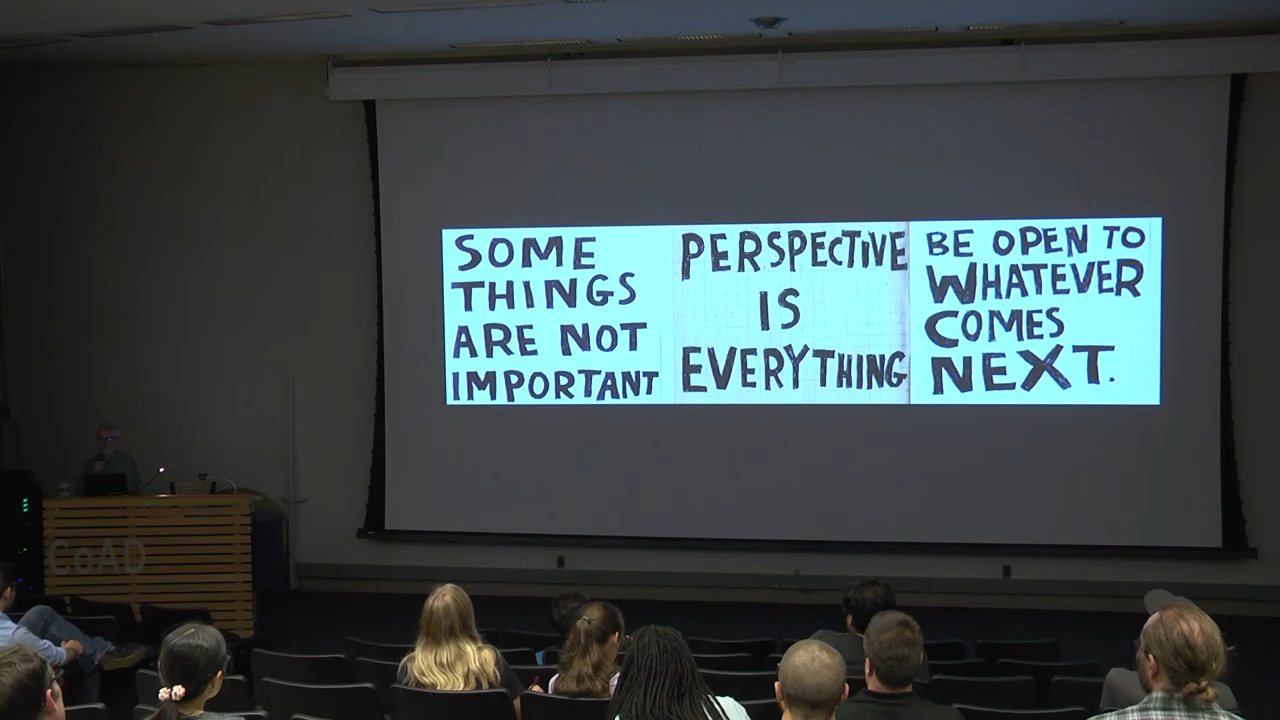 SOME
THINGS
ARE NOT
IMPORTANT
PERSPECTIVE
IS
EVERYTHING
BE OPEN TO
WHATEVER
COMES
NEXT.
CoAD